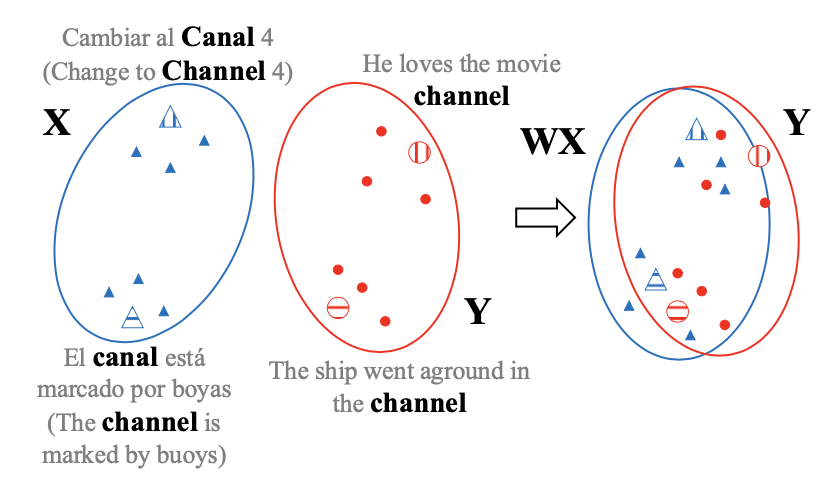 Cambiar al Canal 4
(Change to Channel 4)
X
He loves the movie
channel
Y
WX
Y
El canal está
marcado por boyas
(The channel is
marked by buoys)
The ship went aground in
the channel